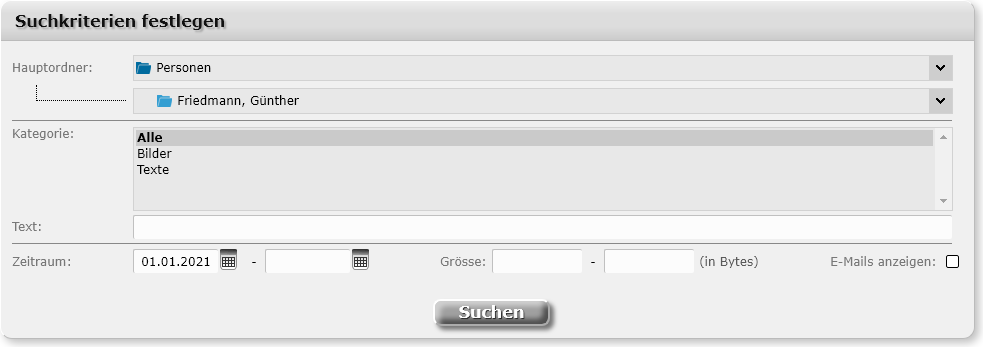 Suchkriterien festlegen
Hauptordner: Personen
Friedmann, Günther
Kategorie: Alle
Bilder
Texte
Text:
Zeitraum: 01.01.2021 - Grösse: - (in Bytes) E-Mails anzeigen:
Suchen